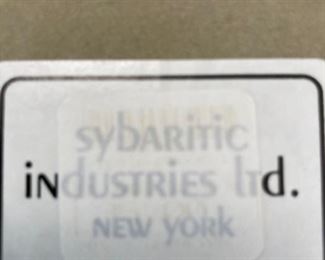 sybaritic
industries ltd.
new york